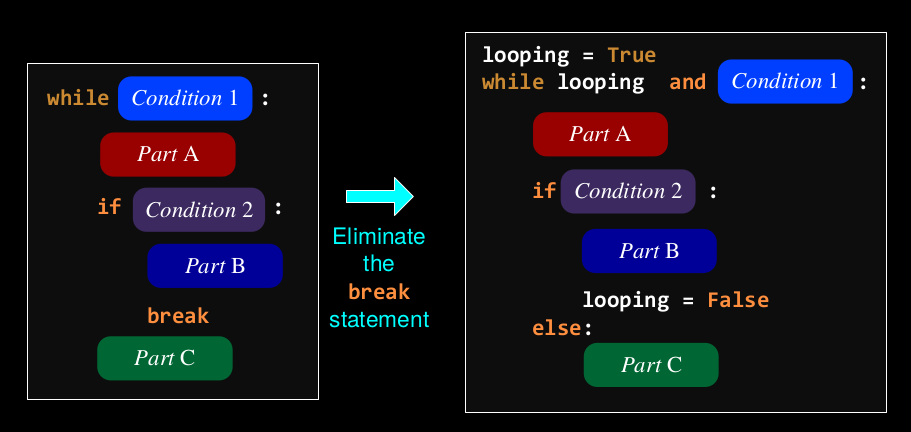 while Condition 1 :
Part A
if Condition 2 :
Part B
break
Part C
Eliminate
the
break
statement
looping = True
while looping and Condition 1 :
Part A
if Condition 2 :
Part B
looping = False
else:
Part C